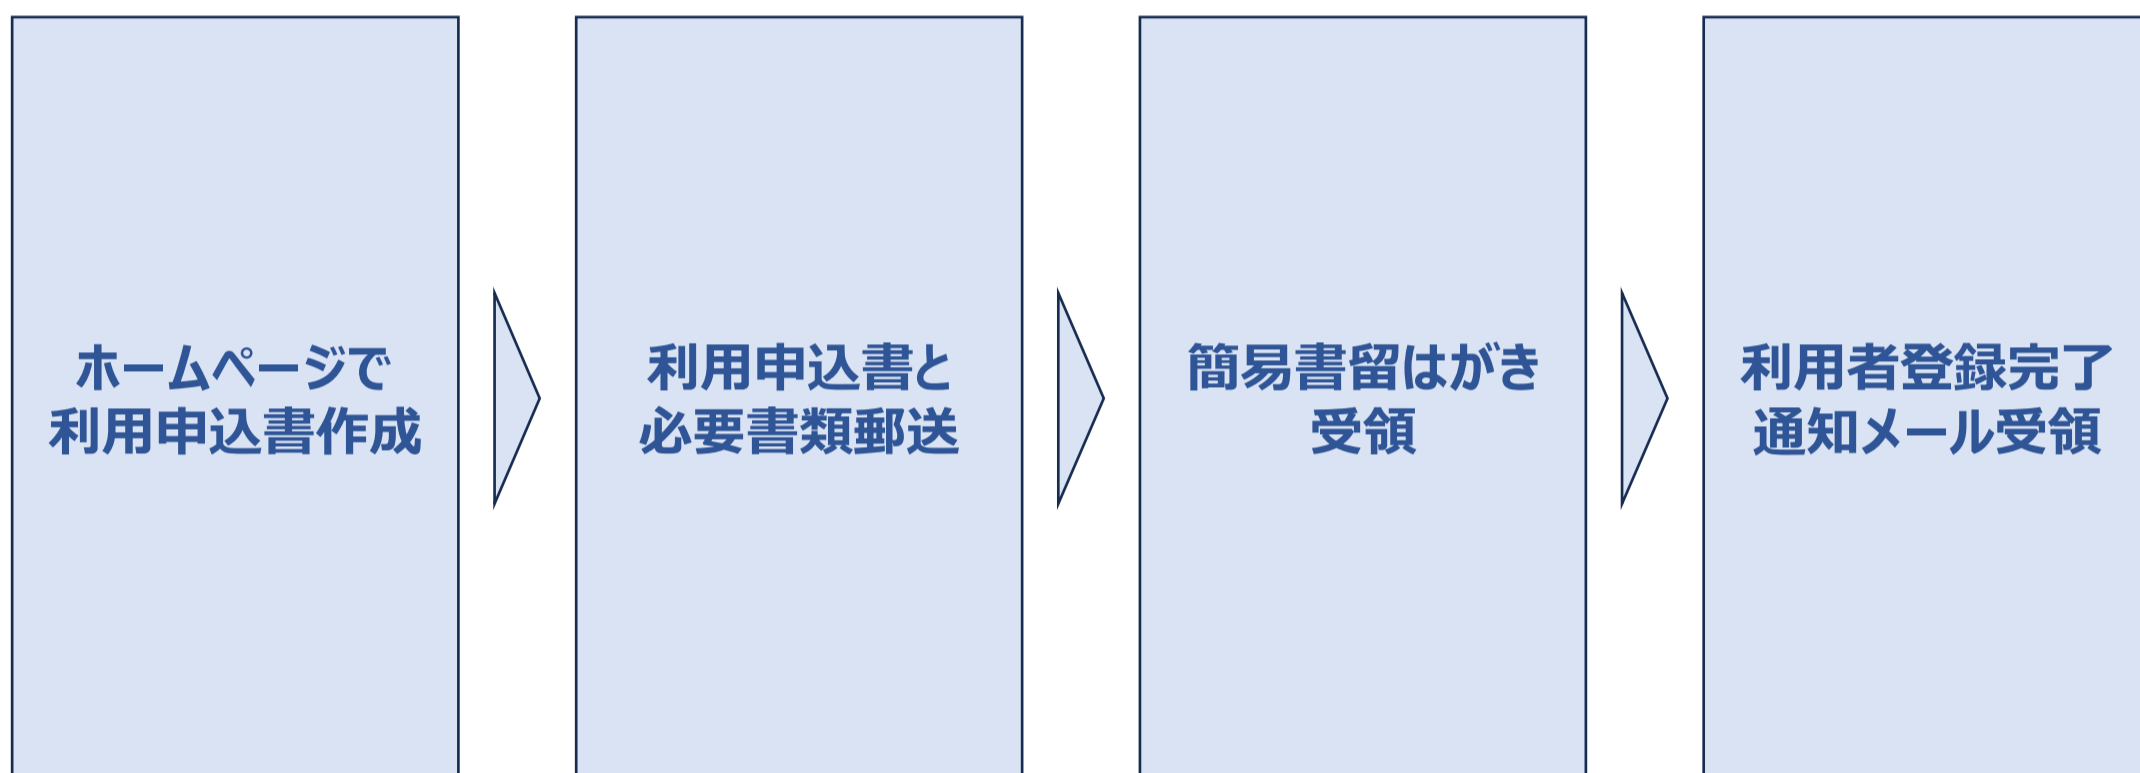 ホームページで
利用申込書作成
利用申込書と
必要書類郵送
簡易書留はがき
受領
利用者登録完了
通知メール受領